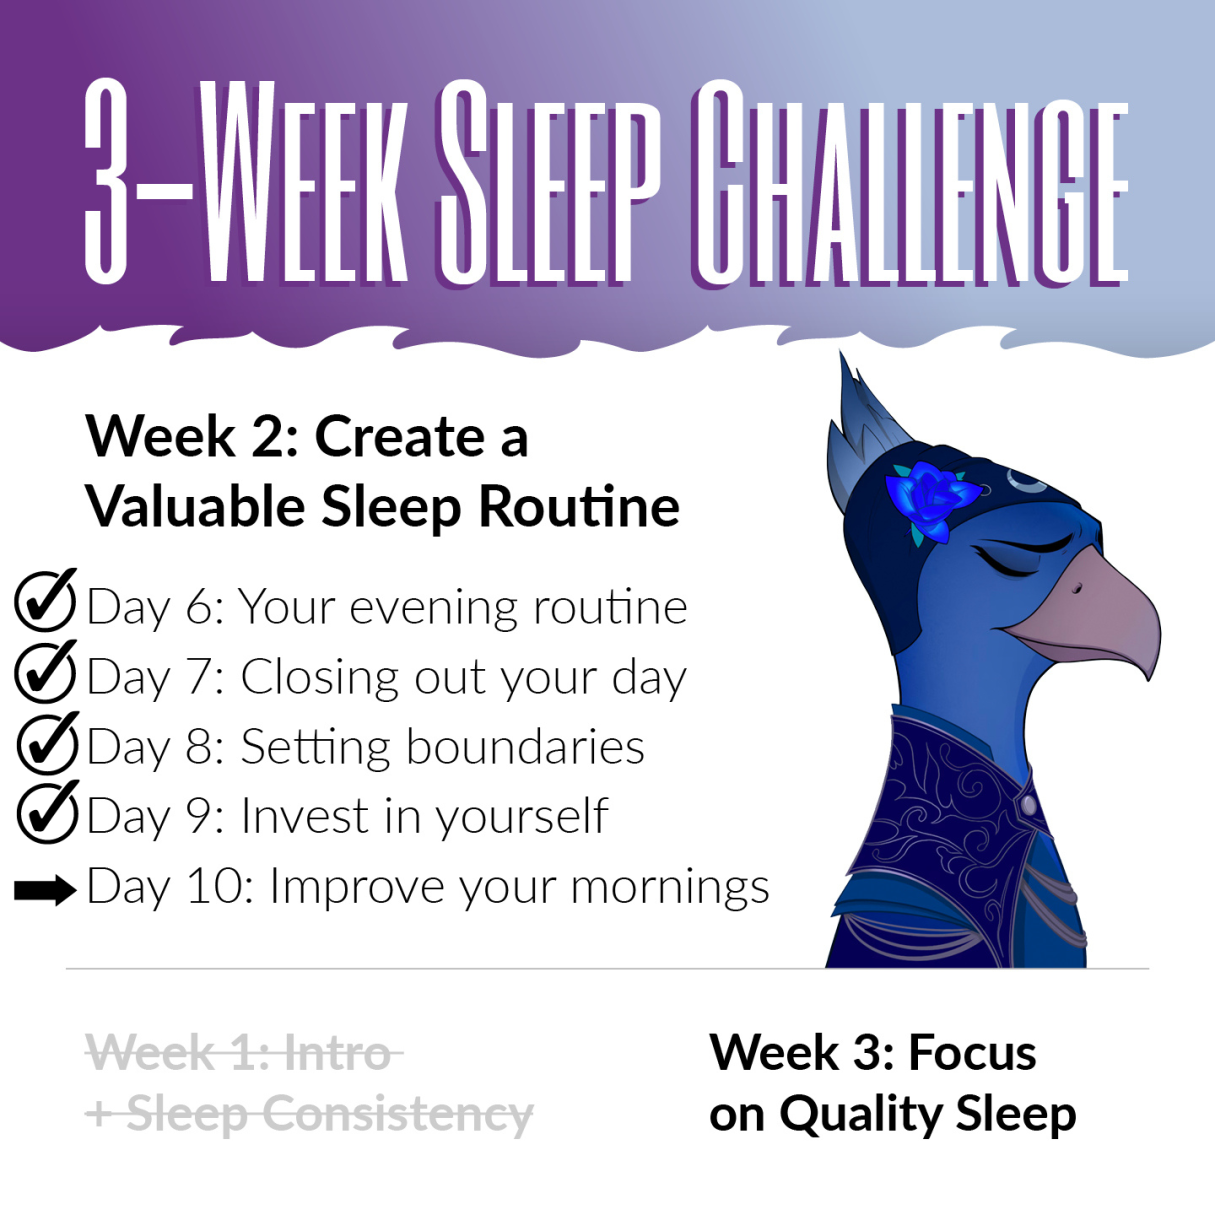 3-Week Sleep Challenge
Week 2: Create a
Valuable Sleep Routine
Day 6: Your evening routine
Day 7: Closing out your day
Day 8: Setting boundaries
Day 9: Invest in yourself
Day 10: Improve your mornings
Week 1: Intro
+ Sleep Consistency
Week 3: Focus
on Quality Sleep